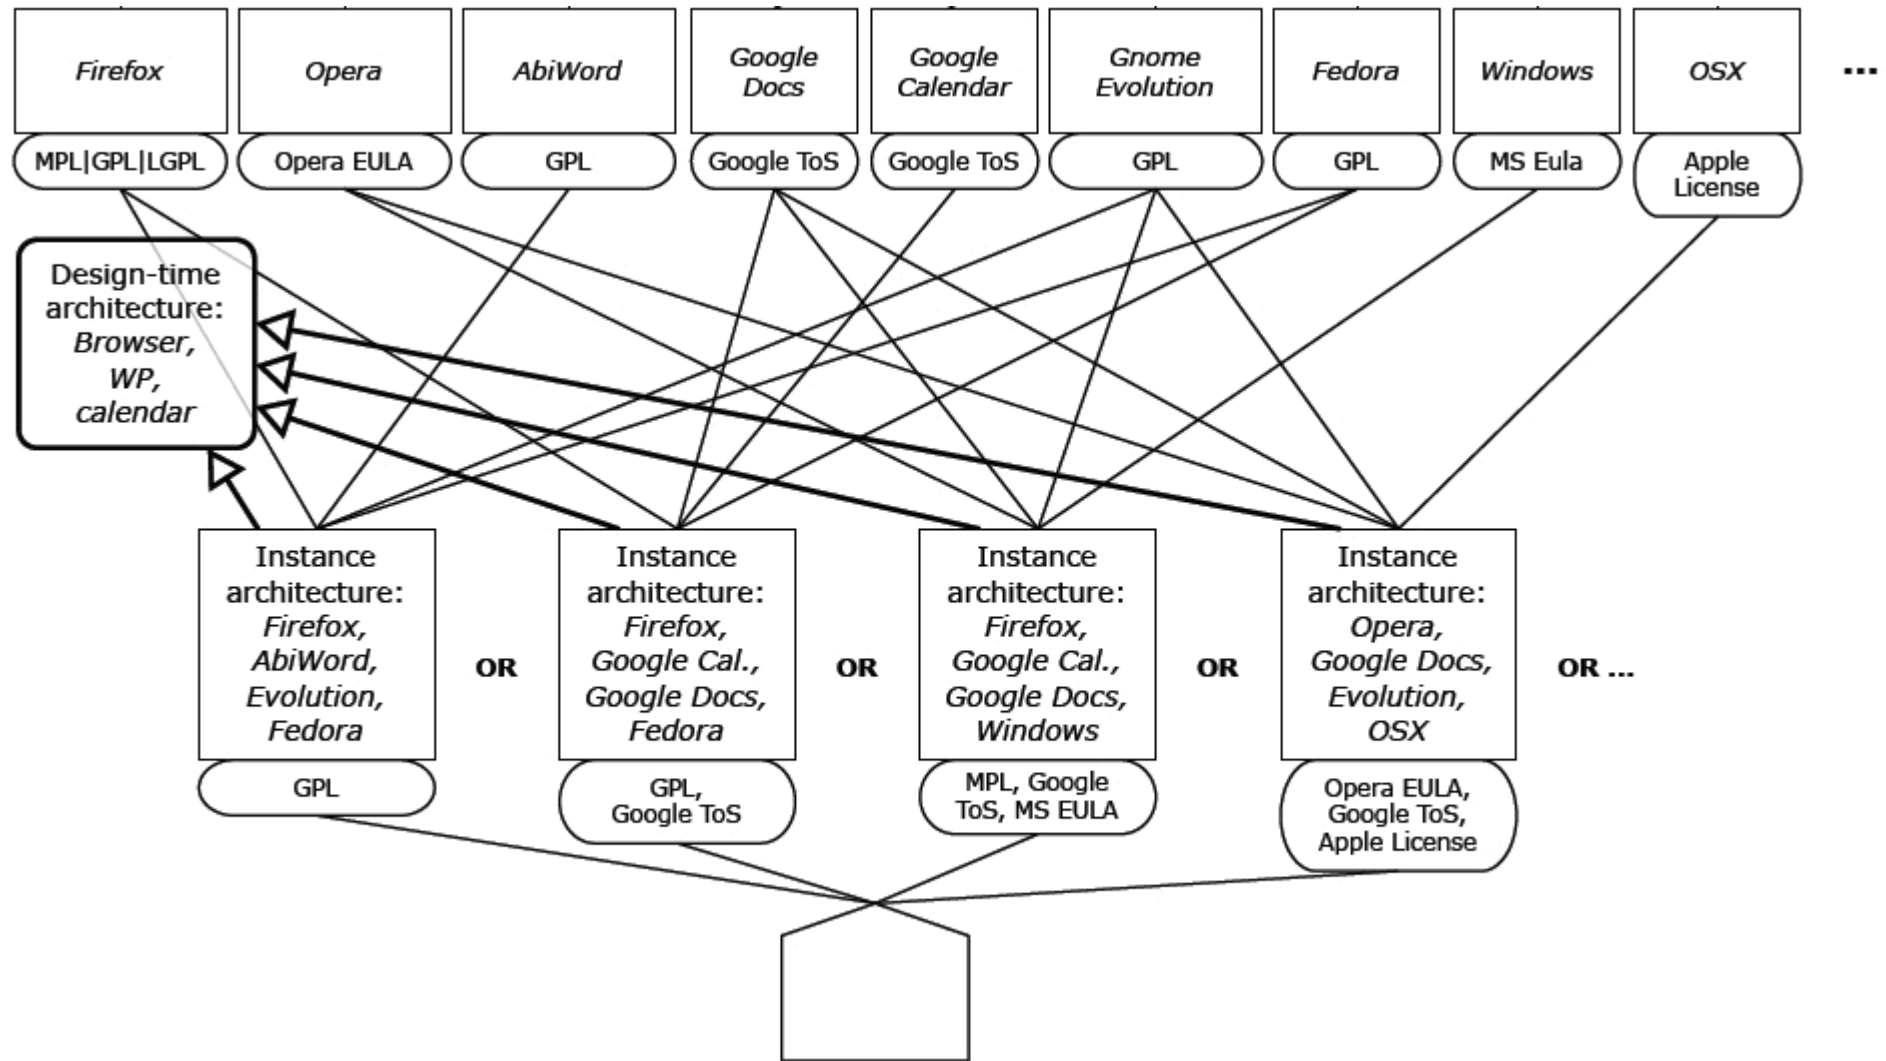 Firefox
Opera
AbiWord
Google
Docs
Google
Calendar
Gnome
Evolution
Fedora
Windows
OSX
...
MPL|GPL|LGPL
Opera EULA
GPL
Google ToS
Google ToS
GPL
GPL
MS Eula
Apple
License
Design-time
architecture:
Browser,
WP,
calendar
Instance
architecture:
Firefox,
AbiWord,
Evolution,
Fedora
OR
Instance
architecture:
Firefox,
Google Cal.,
Google Docs,
Fedora
OR
Instance
architecture:
Firefox,
Google Cal.,
Google Docs,
Windows
OR
Instance
architecture:
Opera,
Google Docs,
Evolution,
OSX
OR ...
GPL
GPL,
Google ToS
MPL, Google
ToS, MS EULA
Opera EULA,
Google ToS,
Apple License